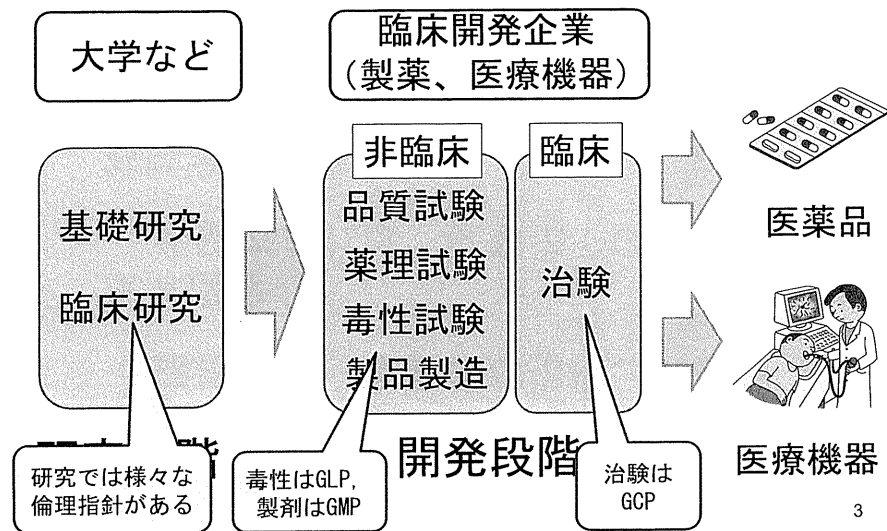 大学など
臨床開発企業
(製薬、医療機器)
基礎研究
臨床研究
非臨床
品質試験
薬理試験
毒性試験
製品製造
臨床
治験
医薬品
医療機器
階
開発段階
研究では様々な
倫理指針がある
毒性はGLP,
製剤はGMP
治験は
GCP
3